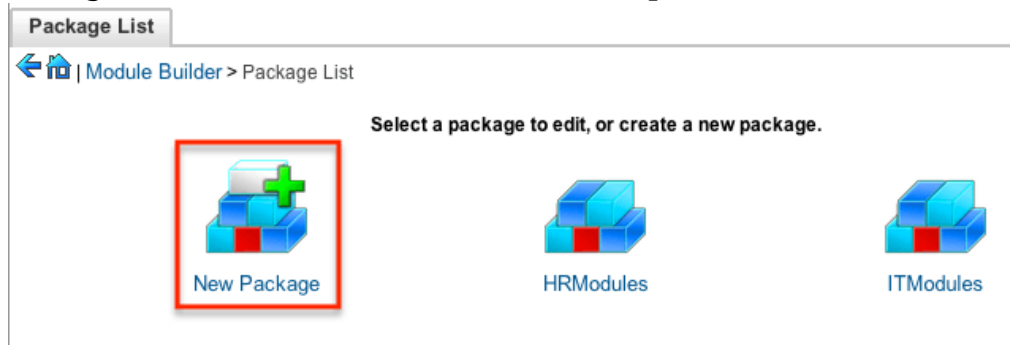 Package List
| Module Builder > Package List
Select a package to edit, or create a new package.
New Package
HRModules
ITModules